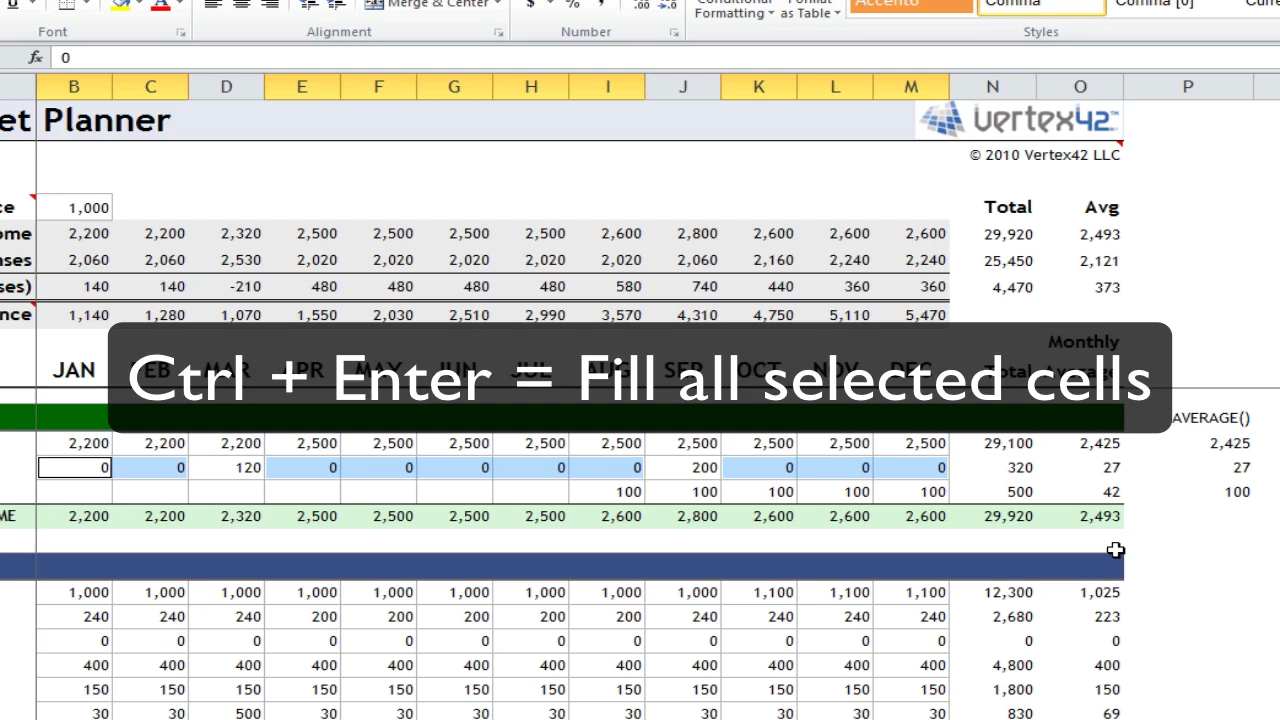 Merge & Center $ % , .00 .0
Conditional Format Accent6 Comma Comma [0]
Formatting as Table
Font Alignment Number Styles
fx 0
B C D E F G H I J K L M N O P
et Planner vertex42™
© 2010 Vertex42 LLC
ce 1,000 Total Avg
ome 2,200 2,200 2,320 2,500 2,500 2,500 2,500 2,600 2,800 2,600 2,600 2,600 29,920 2,493
nses 2,060 2,060 2,530 2,020 2,020 2,020 2,020 2,020 2,060 2,160 2,240 2,240 25,450 2,121
ses) 140 140 -210 480 480 480 480 580 740 440 360 360 4,470 373
nce 1,140 1,280 1,070 1,550 2,030 2,510 2,990 3,570 4,310 4,750 5,110 5,470
Monthly
JAN FEB MAR APR MAY JUN JUL AUG SEP OCT NOV DEC Total Average
Ctrl + Enter = Fill all selected cells
AVERAGE()
2,200 2,200 2,200 2,500 2,500 2,500 2,500 2,500 2,500 2,500 2,500 2,500 29,100 2,425 2,425
0 0 120 0 0 0 0 0 200 0 0 0 320 27 27
100 100 100 100 100 500 42 100
ME 2,200 2,200 2,320 2,500 2,500 2,500 2,500 2,600 2,800 2,600 2,600 2,600 29,920 2,493
1,000 1,000 1,000 1,000 1,000 1,000 1,000 1,000 1,000 1,100 1,100 1,100 12,300 1,025
240 240 240 200 200 200 200 200 240 240 240 240 2,680 223
0 0 0 0 0 0 0 0 0 0 0 0 0 0
400 400 400 400 400 400 400 400 400 400 400 400 4,800 400
150 150 150 150 150 150 150 150 150 150 150 150 1,800 150
30 30 500 30 30 30 30 30 30 30 30 30 830 69